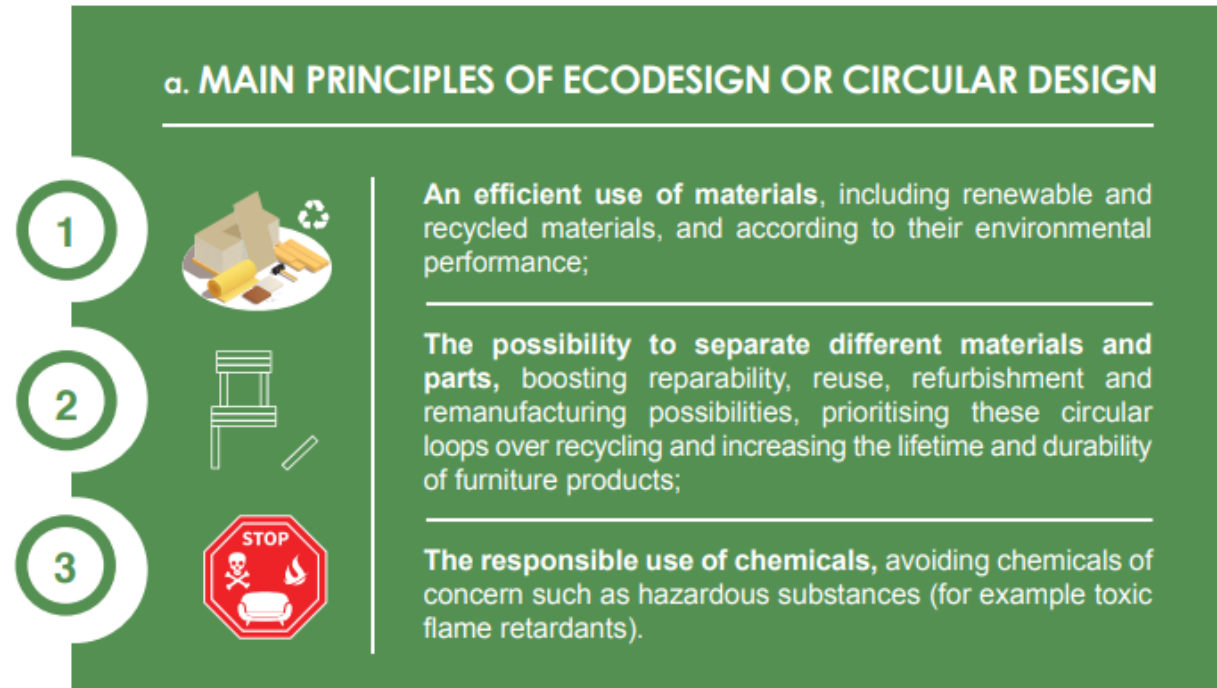 a. MAIN PRINCIPLES OF ECODESIGN OR CIRCULAR DESIGN
1
An efficient use of materials, including renewable and
recycled materials, and according to their environmental
performance;
2
The possibility to separate different materials and
parts, boosting reparability, reuse, refurbishment and
remanufacturing possibilities, prioritising these circular
loops over recycling and increasing the lifetime and durability
of furniture products;
3
STOP
The responsible use of chemicals, avoiding chemicals of
concern such as hazardous substances (for example toxic
flame retardants).